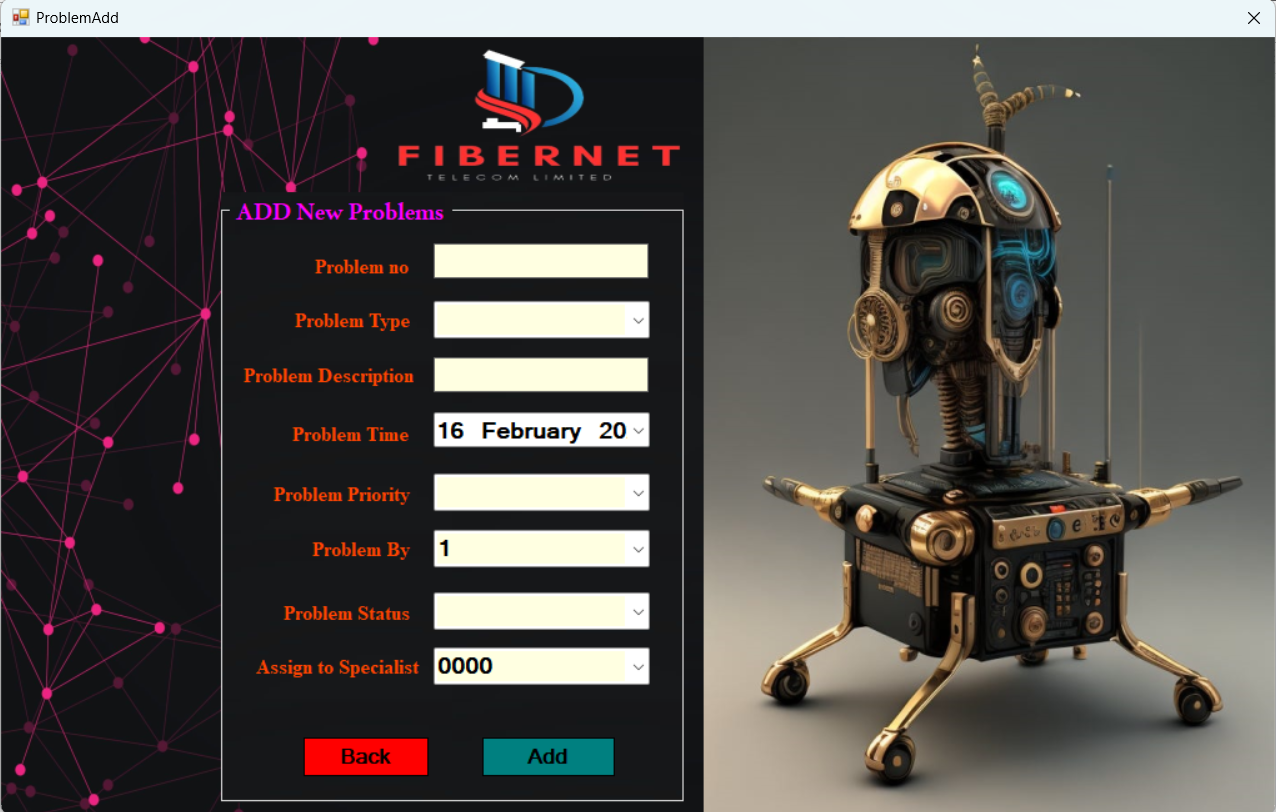 ProblemAdd
FIBERNET
TELECOM LIMITED
ADD New Problems
Problem no
Problem Type
Problem Description
Problem Time
16 February 20
Problem Priority
Problem By
1
Problem Status
Assign to Specialist
0000
Back
Add